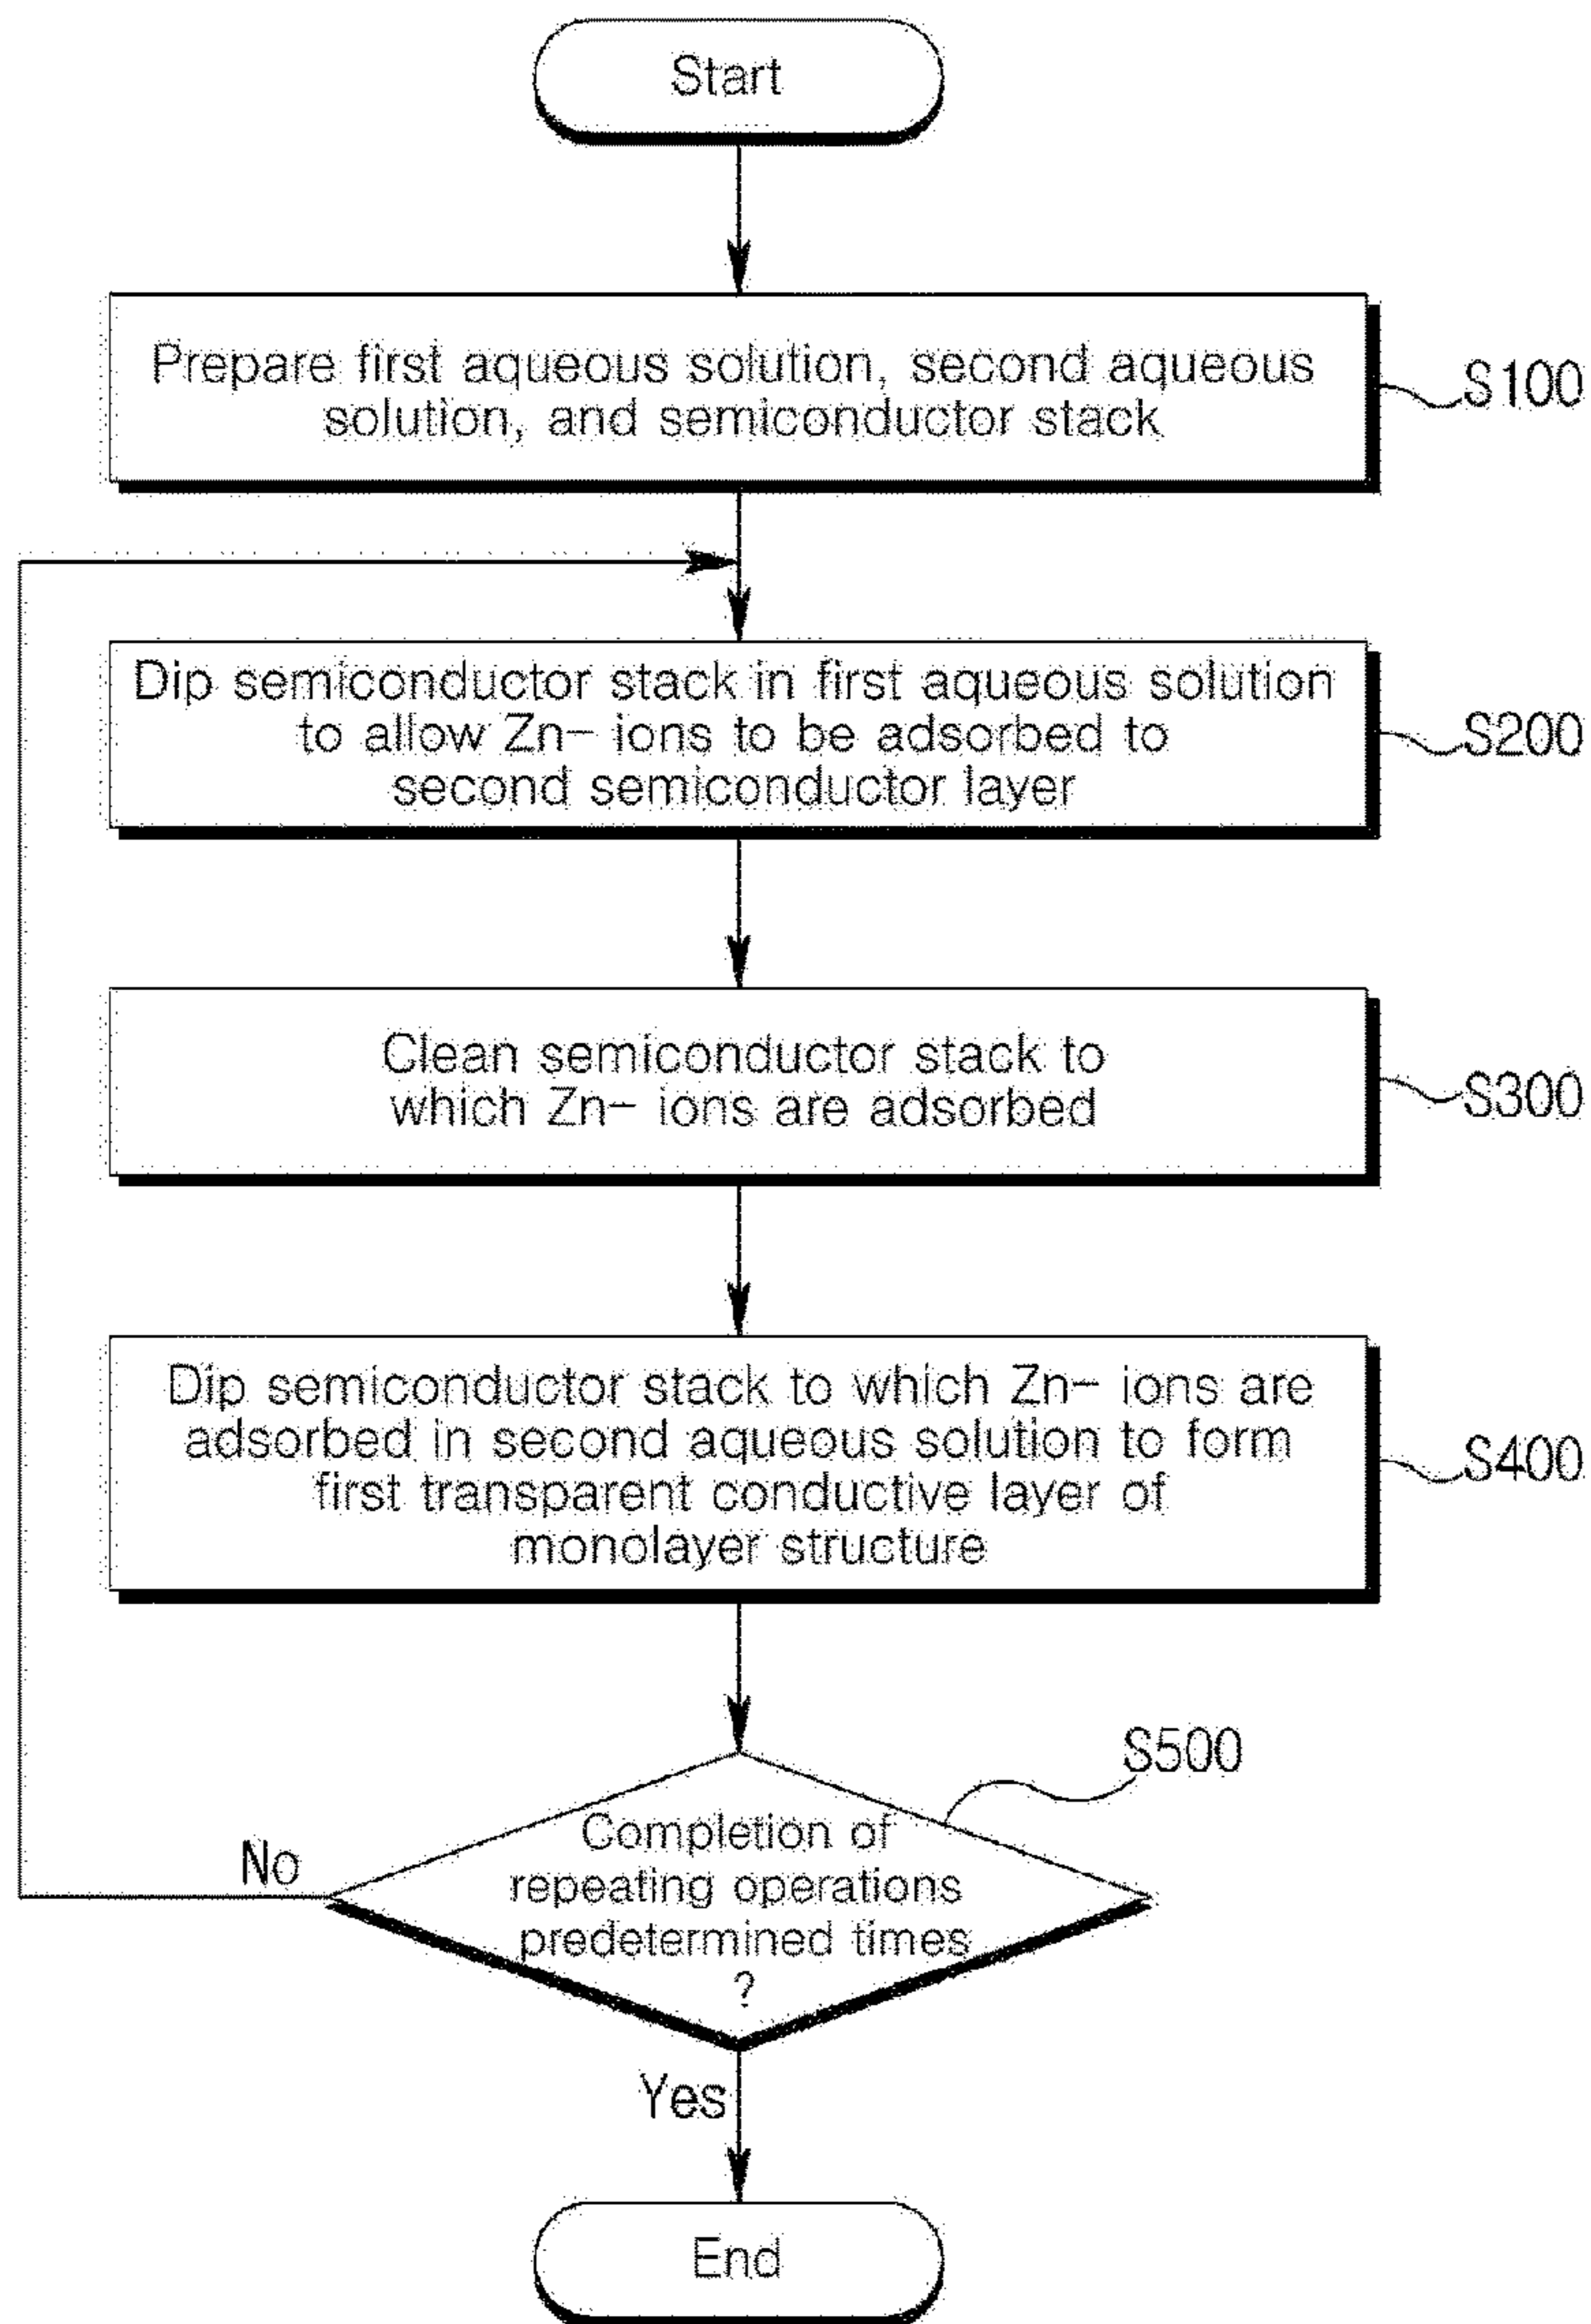 Start
Prepare first aqueous solution, second aqueous
solution, and semiconductor stack
S100
Dip semiconductor stack in first aqueous solution
to allow Zn- ions to be adsorbed to
second semiconductor layer
S200
Clean semiconductor stack to
which Zn- ions are adsorbed
S300
Dip semiconductor stack to which Zn- ions are
adsorbed in second aqueous solution to form
first transparent conductive layer of
monolayer structure
S400
S500
Completion of
repeating operations
predetermined times
?
No
Yes
End